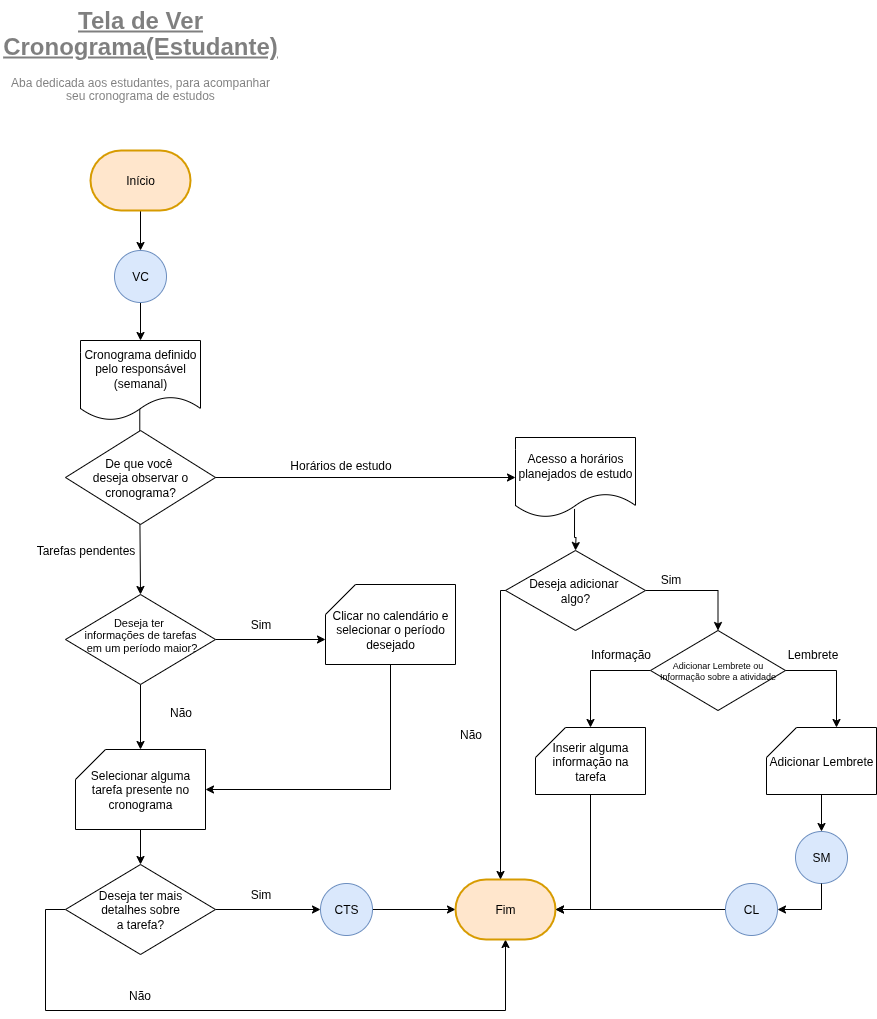 Tela de Ver
Cronograma(Estudante)
Aba dedicada aos estudantes, para acompanhar
seu cronograma de estudos
Início
VC
Cronograma definido
pelo responsável
(semanal)
De que você
deseja observar o
cronograma?
Horários de estudo
Acesso a horários
planejados de estudo
Tarefas pendentes
Deseja adicionar
algo?
Sim
Deseja ter
informações de tarefas
em um período maior?
Sim
Clicar no calendário e
selecionar o período
desejado
Informação
Adicionar Lembrete ou
Informação sobre a atividade
Lembrete
Não
Não
Inserir alguma
informação na
tarefa
Adicionar Lembrete
Selecionar alguma
tarefa presente no
cronograma
SM
Deseja ter mais
detalhes sobre
a tarefa?
Sim
CTS
Fim
CL
Não